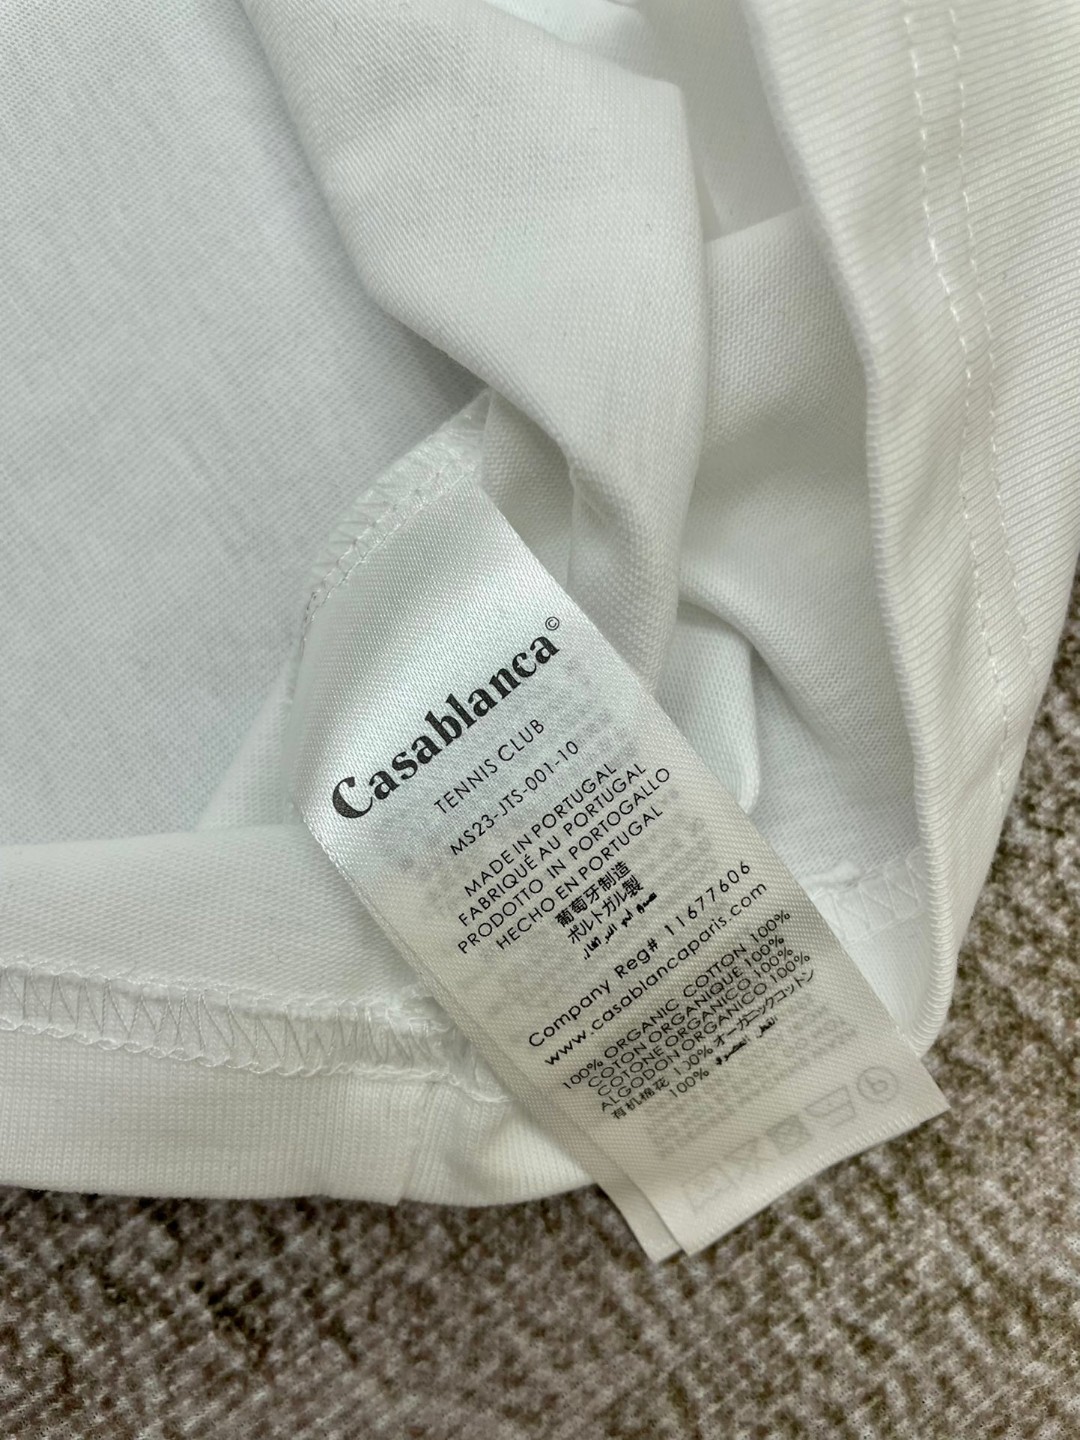 Casablanca©
TENNIS CLUB
MS23-JTS-001-10
MADE IN PORTUGAL
FABRIQUÉ AU PORTUGAL
PRODOTTO IN PORTOGALLO
HECHO EN PORTUGAL
葡萄牙制造
ポルトガル製
Company Reg# 11677606
www.casablancaparis.com
100% ORGANIC COTTON 100%
COTON ORGANIQUE 100%
COTONE ORGANICO 100%
ALGODON ORGANICO 100%
有机棉花 100% オーガニックコットン
100%